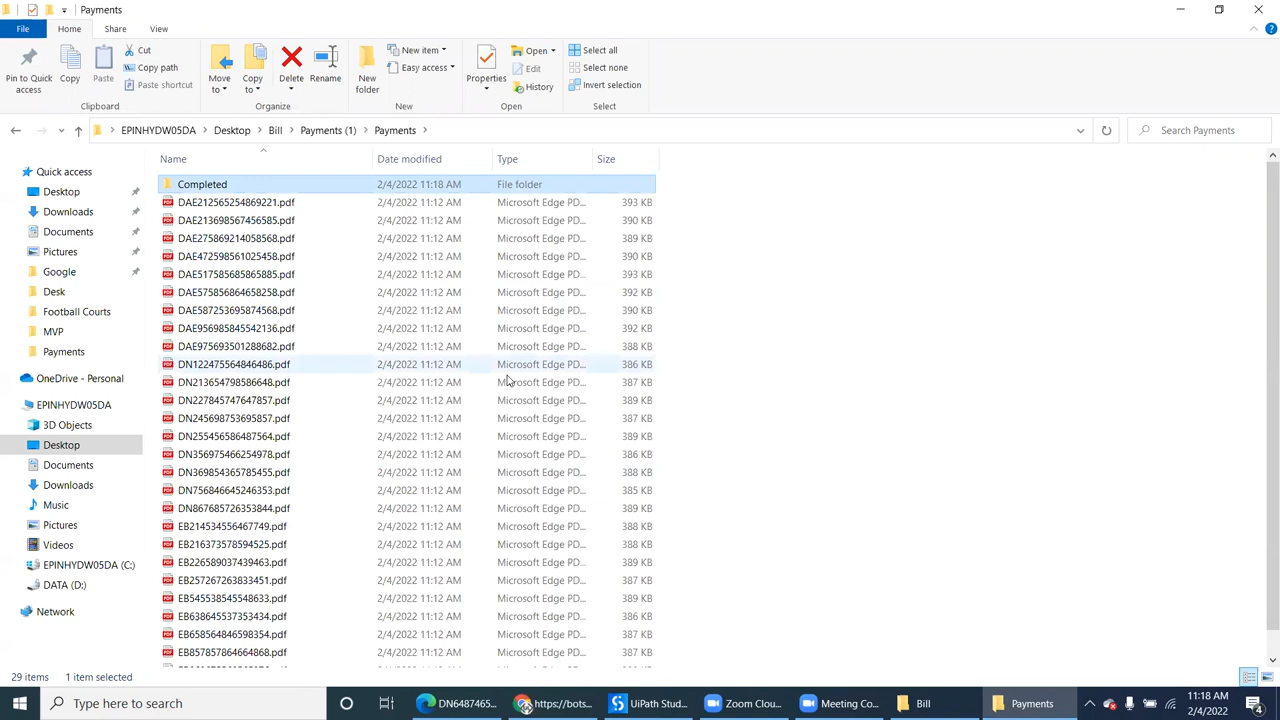 Payments
File Home Share View
Pin to Quick access Copy Paste Cut Copy path Paste shortcut Move to Copy to Delete Rename New folder New item Easy access Properties Open Edit History Select all Select none Invert selection
Clipboard Organize New Open Select
EPINHYDW05DA Desktop Bill Payments (1) Payments Search Payments
Name Date modified Type Size
Quick access
Desktop
Downloads
Documents
Pictures
Google
Desk
Football Courts
MVP
Payments
OneDrive - Personal
EPINHYDW05DA
3D Objects
Desktop
Documents
Downloads
Music
Pictures
Videos
EPINHYDW05DA (C:)
DATA (D:)
Network
Completed 2/4/2022 11:18 AM File folder
DAE212565254869221.pdf 2/4/2022 11:12 AM Microsoft Edge PD... 393 KB
DAE213698567456585.pdf 2/4/2022 11:12 AM Microsoft Edge PD... 390 KB
DAE275869214058568.pdf 2/4/2022 11:12 AM Microsoft Edge PD... 389 KB
DAE472598561025458.pdf 2/4/2022 11:12 AM Microsoft Edge PD... 390 KB
DAE517585685865885.pdf 2/4/2022 11:12 AM Microsoft Edge PD... 393 KB
DAE575856864658258.pdf 2/4/2022 11:12 AM Microsoft Edge PD... 392 KB
DAE587253695874568.pdf 2/4/2022 11:12 AM Microsoft Edge PD... 390 KB
DAE956985845542136.pdf 2/4/2022 11:12 AM Microsoft Edge PD... 392 KB
DAE975693501288682.pdf 2/4/2022 11:12 AM Microsoft Edge PD... 388 KB
DN122475564846486.pdf 2/4/2022 11:12 AM Microsoft Edge PD... 386 KB
DN213654798586648.pdf 2/4/2022 11:12 AM Microsoft Edge PD... 387 KB
DN227845747647857.pdf 2/4/2022 11:12 AM Microsoft Edge PD... 389 KB
DN245698753695857.pdf 2/4/2022 11:12 AM Microsoft Edge PD... 387 KB
DN255456586487564.pdf 2/4/2022 11:12 AM Microsoft Edge PD... 389 KB
DN356975466254978.pdf 2/4/2022 11:12 AM Microsoft Edge PD... 386 KB
DN369854365785455.pdf 2/4/2022 11:12 AM Microsoft Edge PD... 388 KB
DN756846645246353.pdf 2/4/2022 11:12 AM Microsoft Edge PD... 385 KB
DN867685726353844.pdf 2/4/2022 11:12 AM Microsoft Edge PD... 389 KB
EB214534556467749.pdf 2/4/2022 11:12 AM Microsoft Edge PD... 388 KB
EB216373578594525.pdf 2/4/2022 11:12 AM Microsoft Edge PD... 388 KB
EB226589037439463.pdf 2/4/2022 11:12 AM Microsoft Edge PD... 389 KB
EB257267263833451.pdf 2/4/2022 11:12 AM Microsoft Edge PD... 387 KB
EB545538545548633.pdf 2/4/2022 11:12 AM Microsoft Edge PD... 389 KB
EB638645537353434.pdf 2/4/2022 11:12 AM Microsoft Edge PD... 386 KB
EB658564846598354.pdf 2/4/2022 11:12 AM Microsoft Edge PD... 387 KB
EB857857864664868.pdf 2/4/2022 11:12 AM Microsoft Edge PD... 387 KB
29 items 1 item selected
Type here to search DN6487465... https://bots... UiPath Stud... Zoom Clou... Meeting Co... Bill Payments 11:18 AM
2/4/2022 4